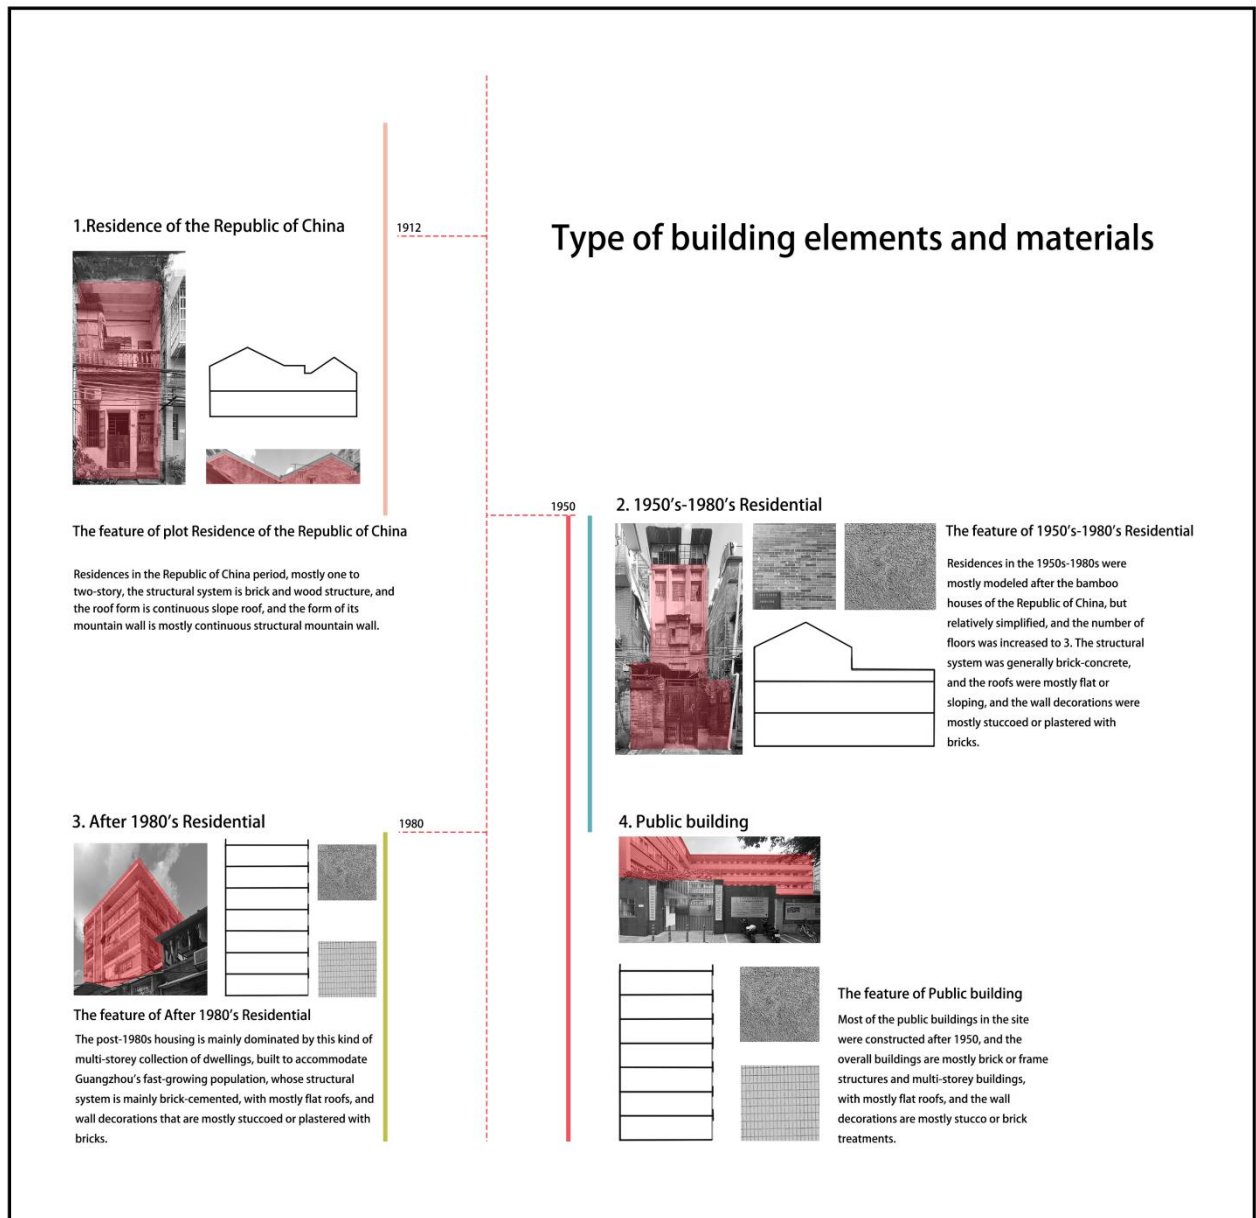 Type of building elements and materials
1.Residence of the Republic of China
1912
The feature of plot Residence of the Republic of China
Residences in the Republic of China period, mostly one to
two-story, the structural system is brick and wood structure, and
the roof form is continuous slope roof, and the form of its
mountain wall is mostly continuous structural mountain wall.
1950
2. 1950's-1980's Residential
The feature of 1950's-1980's Residential
Residences in the 1950s-1980s were
mostly modeled after the bamboo
houses of the Republic of China, but
relatively simplified, and the number of
floors was increased to 3. The structural
system was generally brick-concrete,
and the roofs were mostly flat or
sloping, and the wall decorations were
mostly stuccoed or plastered with
bricks.
3. After 1980's Residential
1980
The feature of After 1980's Residential
The post-1980s housing is mainly dominated by this kind of
multi-storey collection of dwellings, built to accommodate
Guangzhou's fast-growing population, whose structural
system is mainly brick-cemented, with mostly flat roofs, and
wall decorations that are mostly stuccoed or plastered with
bricks.
4. Public building
The feature of Public building
Most of the public buildings in the site
were constructed after 1950, and the
overall buildings are mostly brick or frame
structures and multi-storey buildings,
with mostly flat roofs, and the wall
decorations are mostly stucco or brick
treatments.